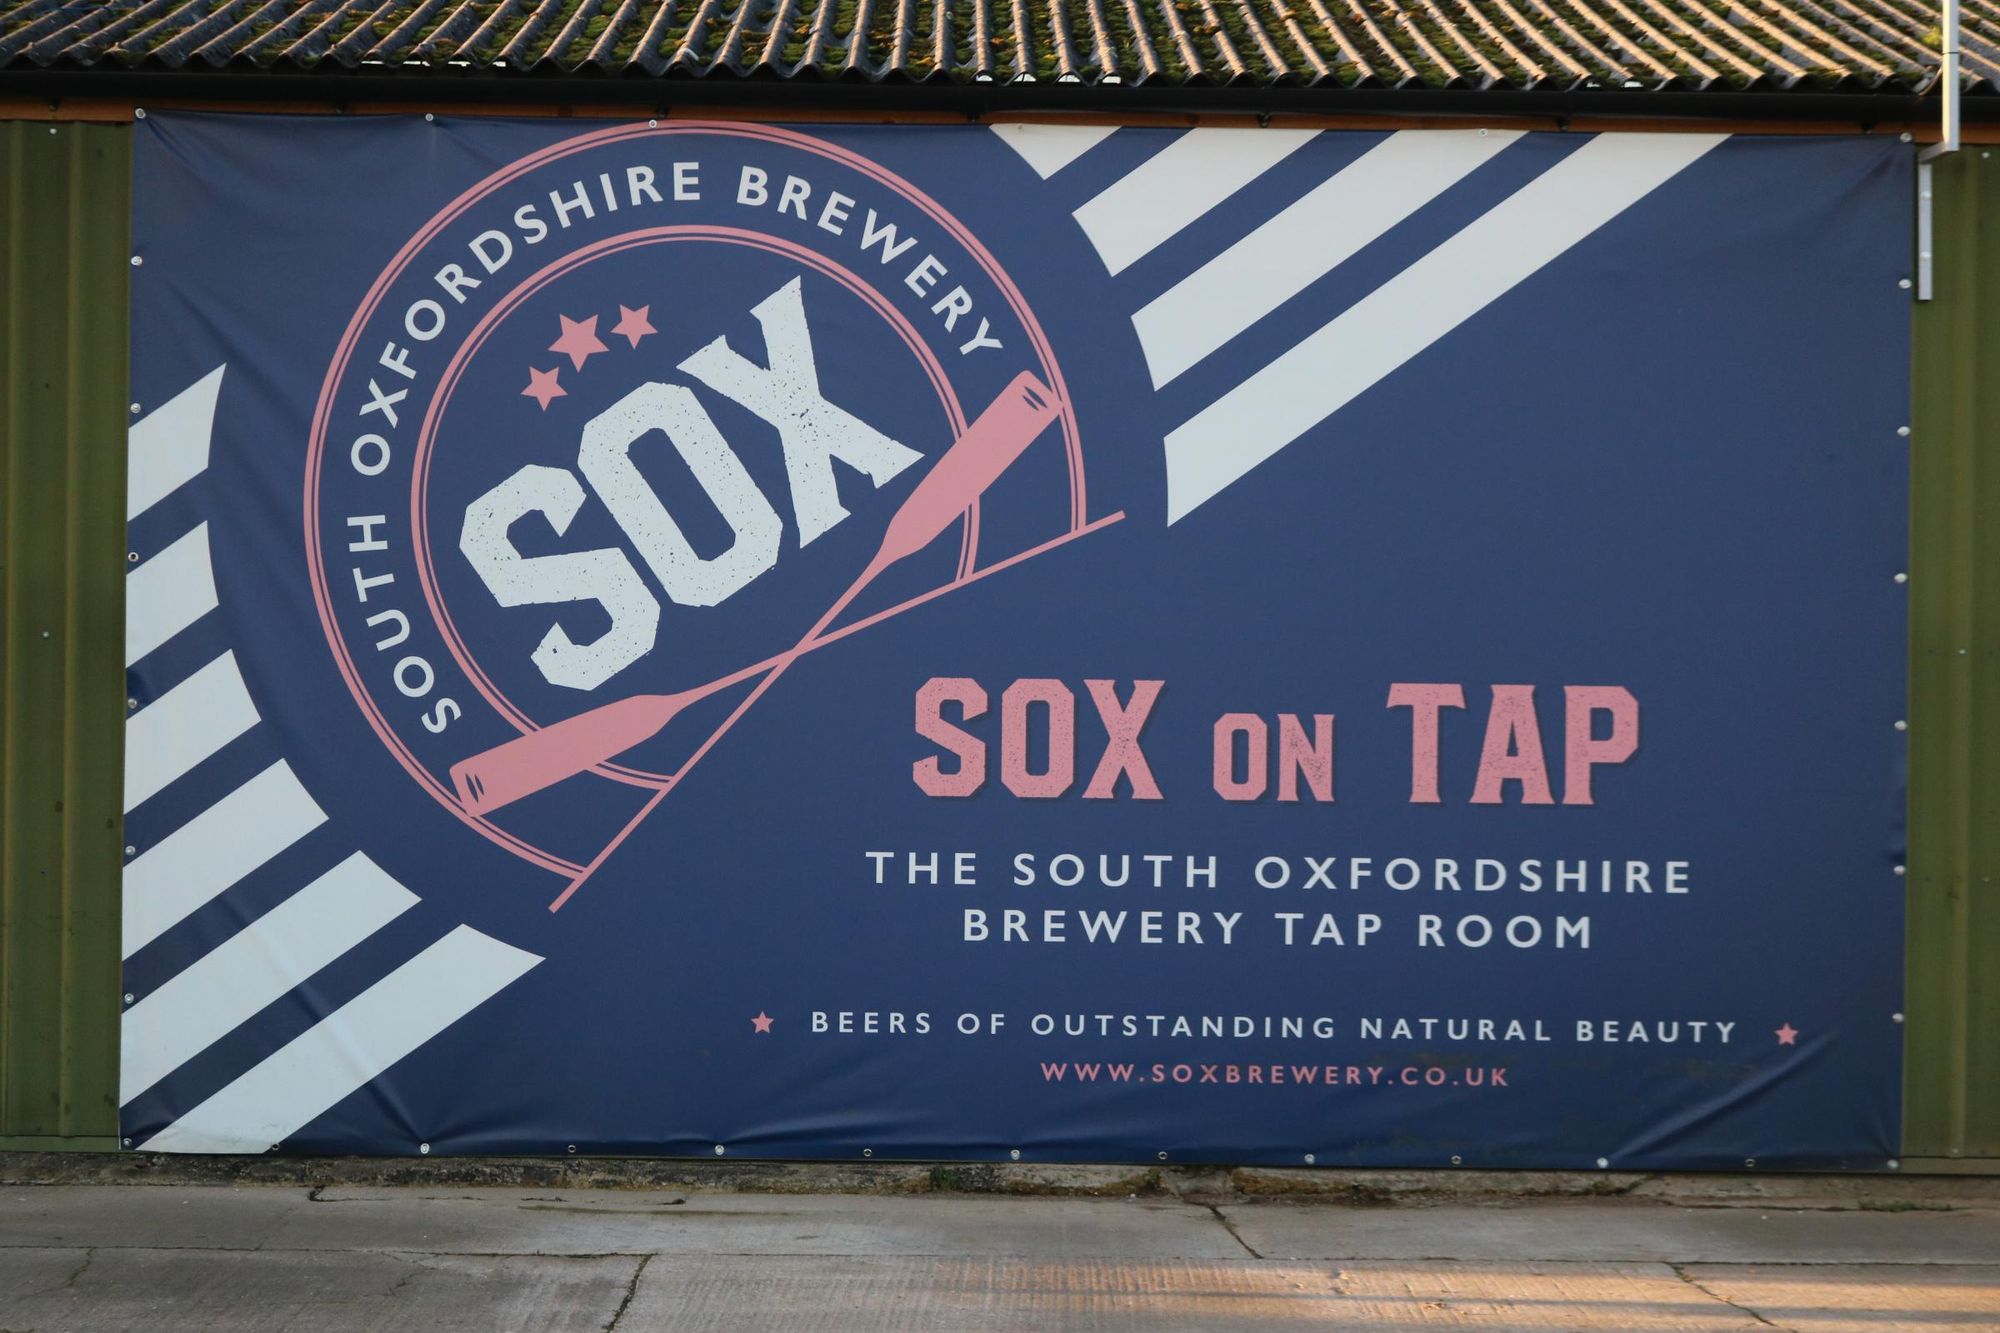 SOUTH OXFORDSHIRE BREWERY
SOX
SOX ON TAP
THE SOUTH OXFORDSHIRE
BREWERY TAP ROOM
BEERS OF OUTSTANDING NATURAL BEAUTY
WWW.SOXBREWERY.CO.UK